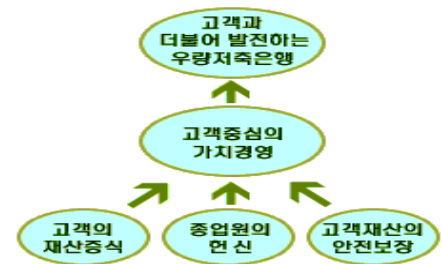 고객과
더불어 발전하는
우량저축은행
고객중심의
가치경영
고객의
재산증식
종업원의
헌 신
고객재산의
안전보장